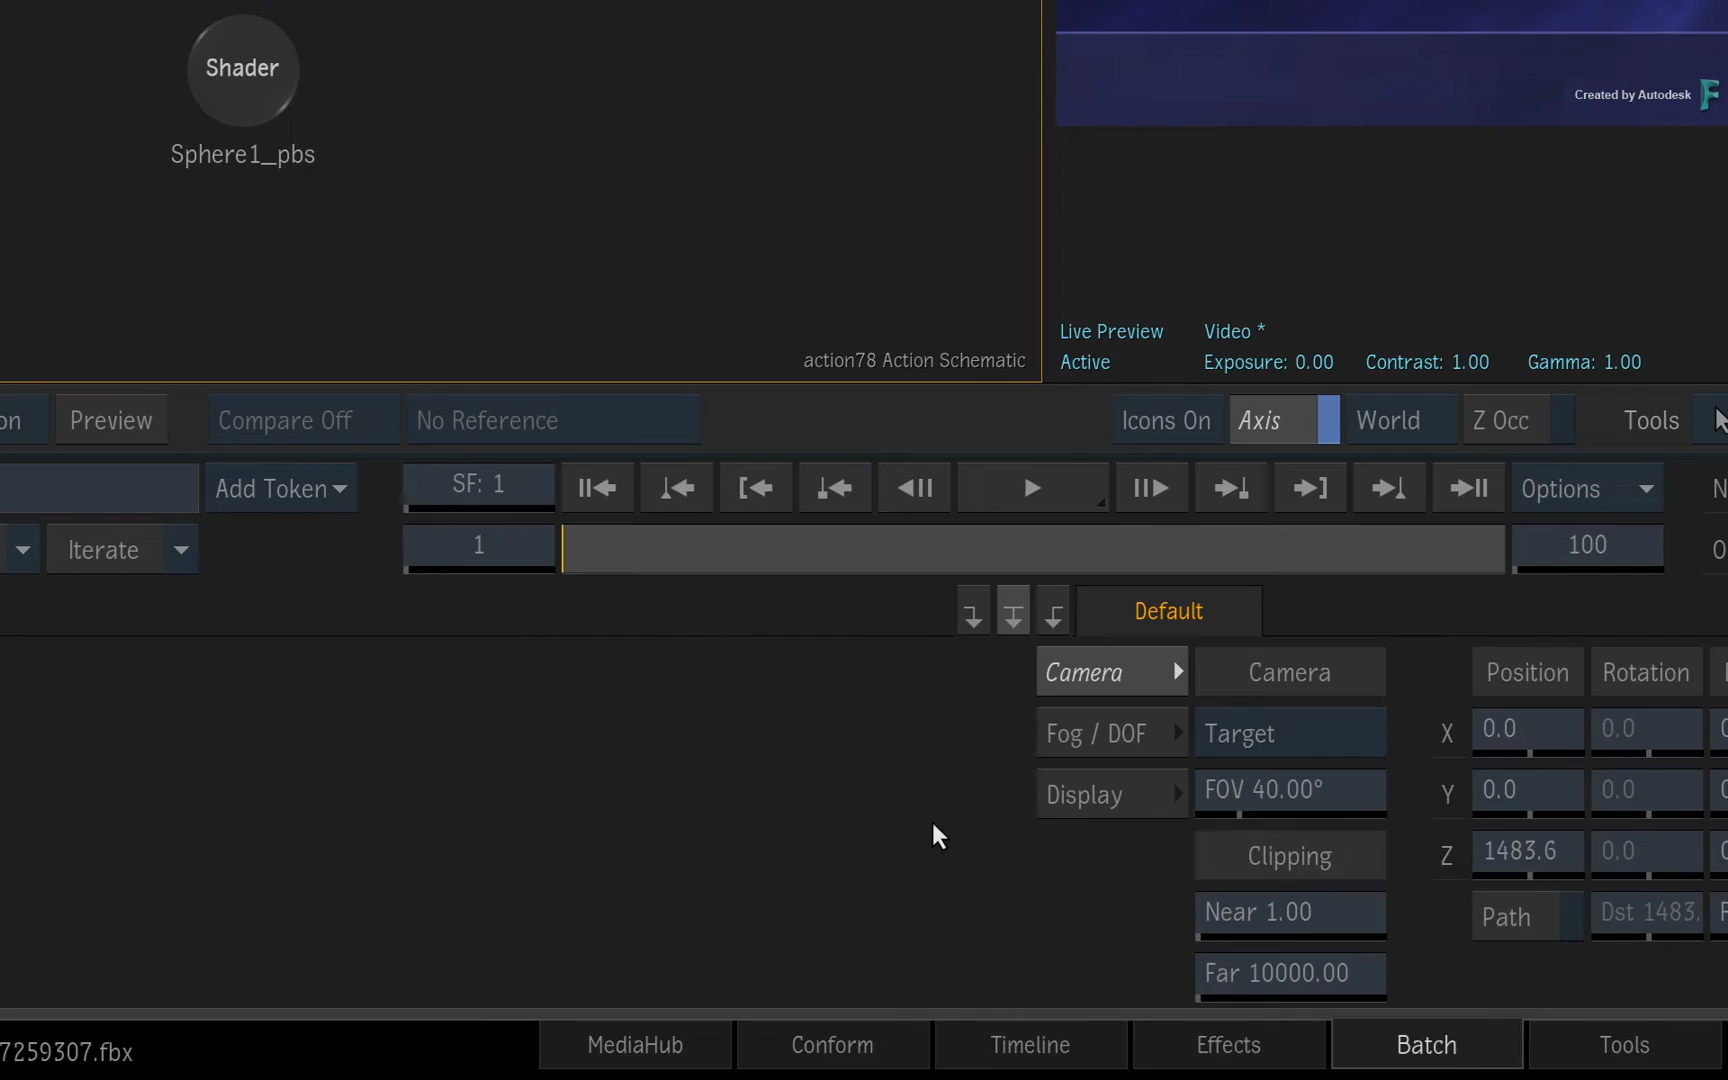 Shader
Sphere1_pbs
Created by Autodesk
action78 Action Schematic
Live Preview
Video *
Active
Exposure: 0.00
Contrast: 1.00
Gamma: 1.00
on
Preview
Compare Off
No Reference
Icons On
Axis
World
Z Occ
Tools
Add Token
SF: 1
Options
N
Iterate
1
100
O
Default
Camera
Camera
Position
Rotation
Fog / DOF
Target
X
0.0
0.0
Display
FOV 40.00°
Y
0.0
0.0
Clipping
Z
1483.6
0.0
Near 1.00
Path
Dst 1483.
Far 10000.00
7259307.fbx
MediaHub
Conform
Timeline
Effects
Batch
Tools